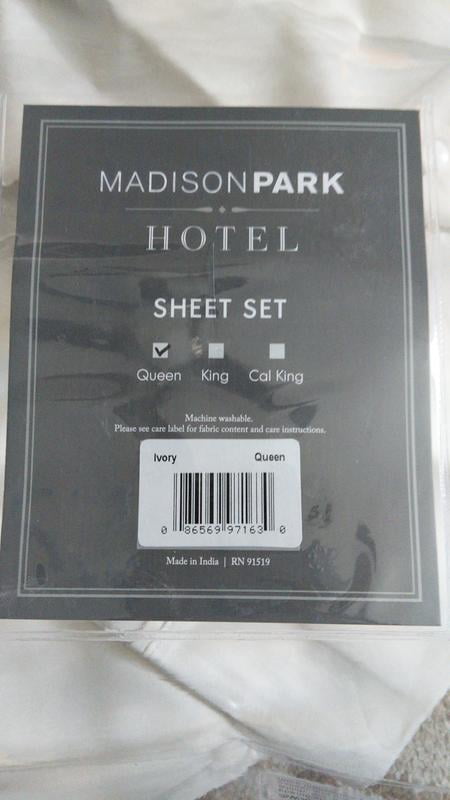 MADISONPARK
HOTEL
SHEET SET
Queen King Cal King
Machine washable.
Please see care label for fabric content and care instructions.
Ivory Queen
0 86569 97163 0
Made in India | RN 91519